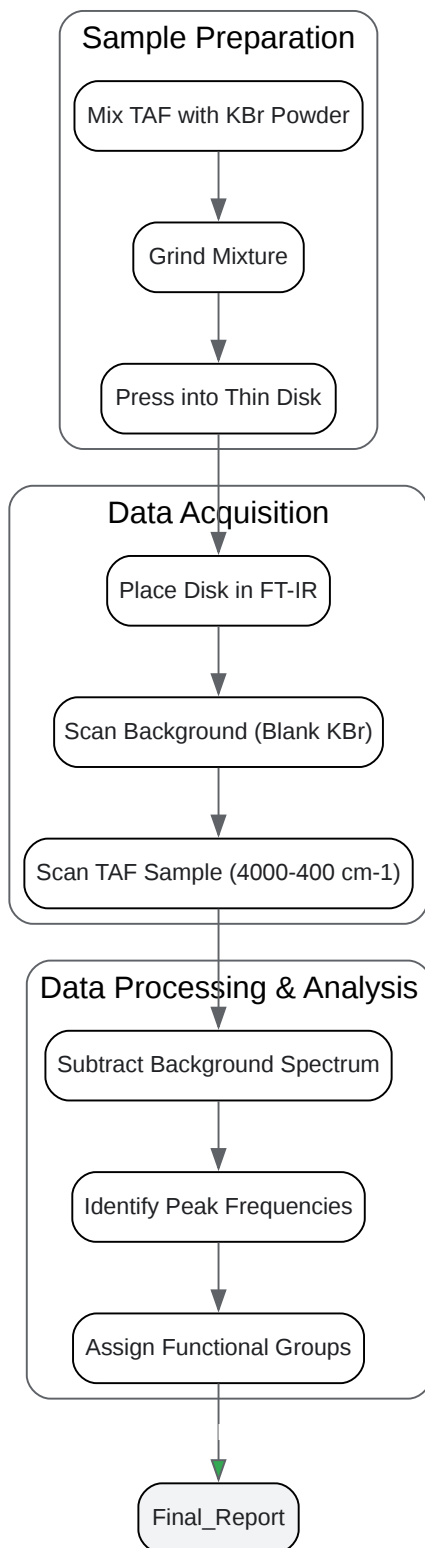 Sample Preparation
Mix TAF with KBr Powder
Grind Mixture
Press into Thin Disk
Data Acquisition
Place Disk in FT-IR
Scan Background (Blank KBr)
Scan TAF Sample (4000-400 cm-1)
Data Processing & Analysis
Subtract Background Spectrum
Identify Peak Frequencies
Assign Functional Groups
Final_Report